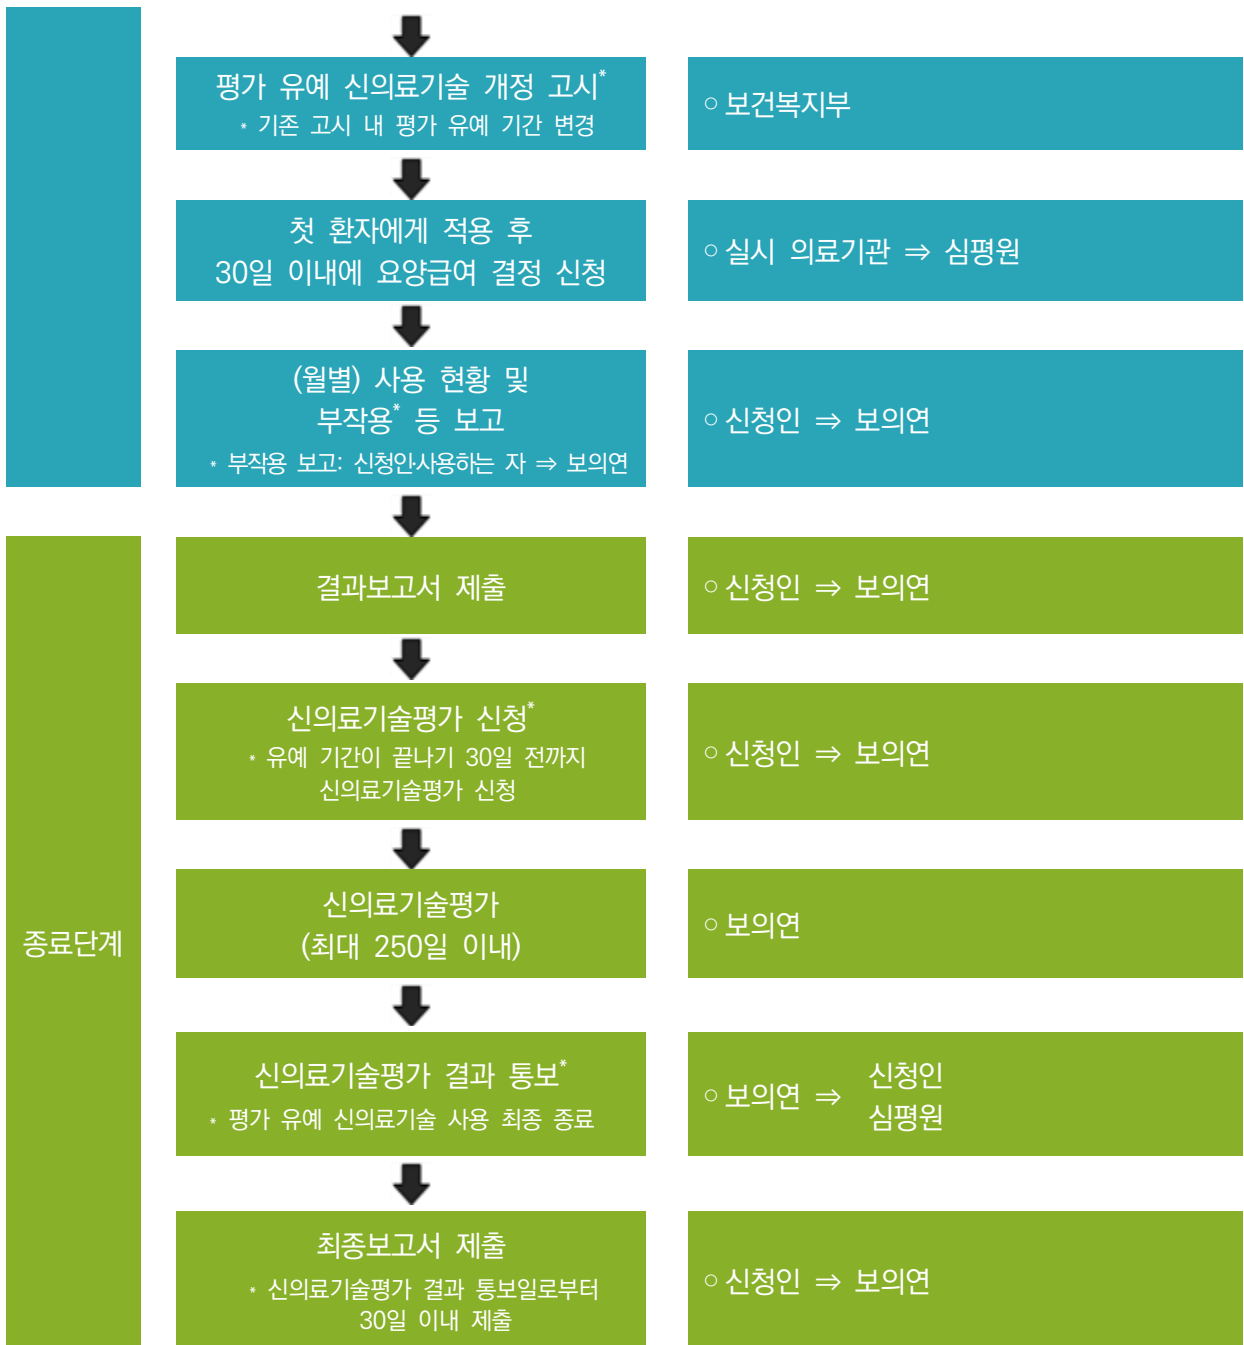 평가 유예 신의료기술 개정 고시*
* 기존 고시 내 평가 유예 기간 변경
○ 보건복지부
첫 환자에게 적용 후
30일 이내에 요양급여 결정 신청
○ 실시 의료기관 ⇒ 심평원
(월별) 사용 현황 및
부작용* 등 보고
* 부작용 보고: 신청인·사용하는 자 ⇒ 보의연
○ 신청인 ⇒ 보의연
종료단계
결과보고서 제출
○ 신청인 ⇒ 보의연
신의료기술평가 신청*
* 유예 기간이 끝나기 30일 전까지
신의료기술평가 신청
○ 신청인 ⇒ 보의연
신의료기술평가
(최대 250일 이내)
○ 보의연
신의료기술평가 결과 통보*
* 평가 유예 신의료기술 사용 최종 종료
○ 보의연 ⇒ 신청인
심평원
최종보고서 제출
* 신의료기술평가 결과 통보일로부터
30일 이내 제출
○ 신청인 ⇒ 보의연